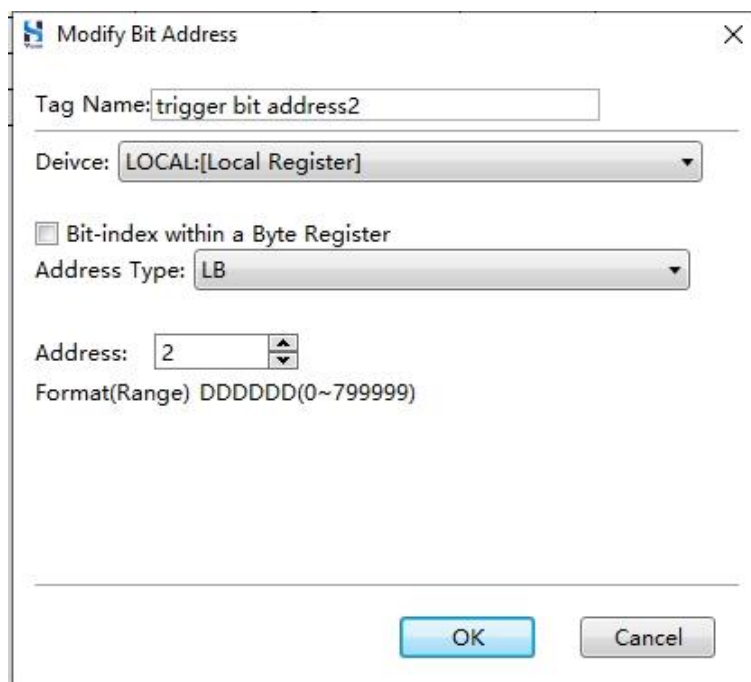 Modify Bit Address
Tag Name: trigger bit address2
Deivce: LOCAL:[Local Register]
Bit-index within a Byte Register
Address Type: LB
Address: 2
Format(Range) DDDDDD(0~799999)
OK Cancel